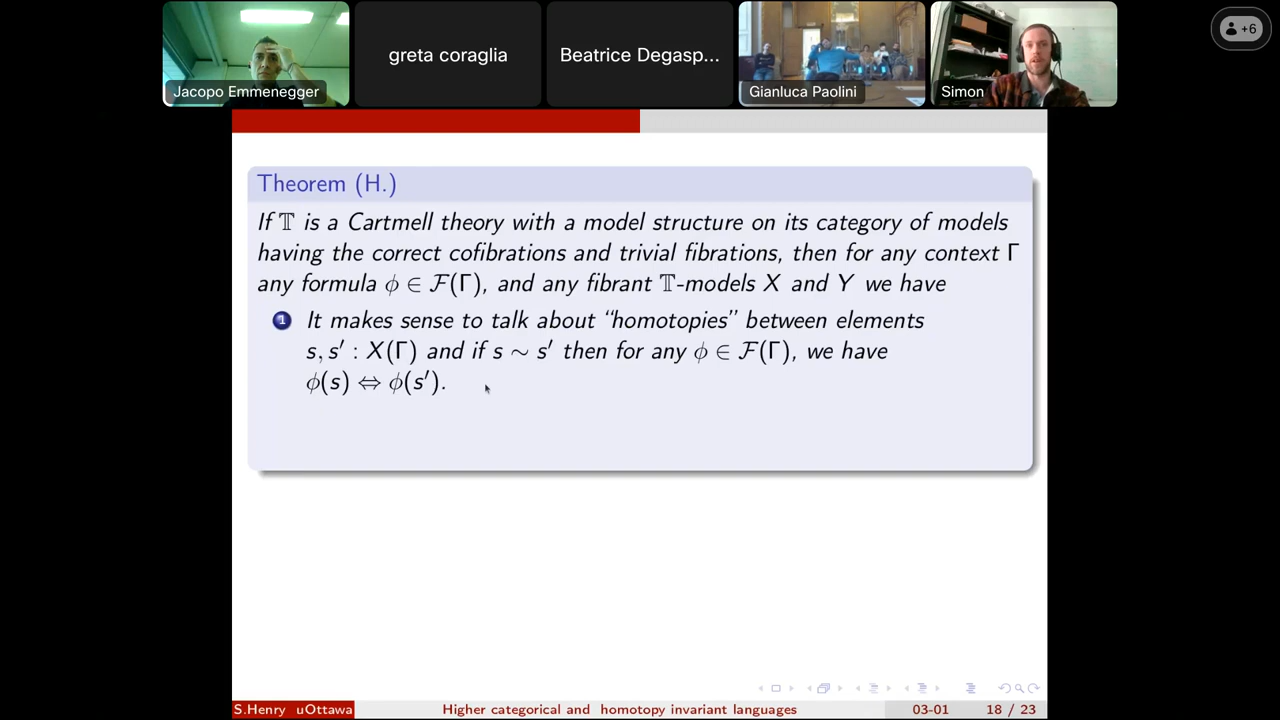 Jacopo Emmenegger
greta coraglia
Beatrice Degasp...
Gianluca Paolini
Simon
+6
Theorem (H.)
If 𝕋 is a Cartmell theory with a model structure on its category of models
having the correct cofibrations and trivial fibrations, then for any context Γ
any formula ϕ ∈ ℱ(Γ), and any fibrant 𝕋-models X and Y we have
1 It makes sense to talk about “homotopies” between elements
s, s′ : X(Γ) and if s ∼ s′ then for any ϕ ∈ ℱ(Γ), we have
ϕ(s) ⇔ ϕ(s′).
S.Henry uOttawa Higher categorical and homotopy invariant languages 03-01 18 / 23